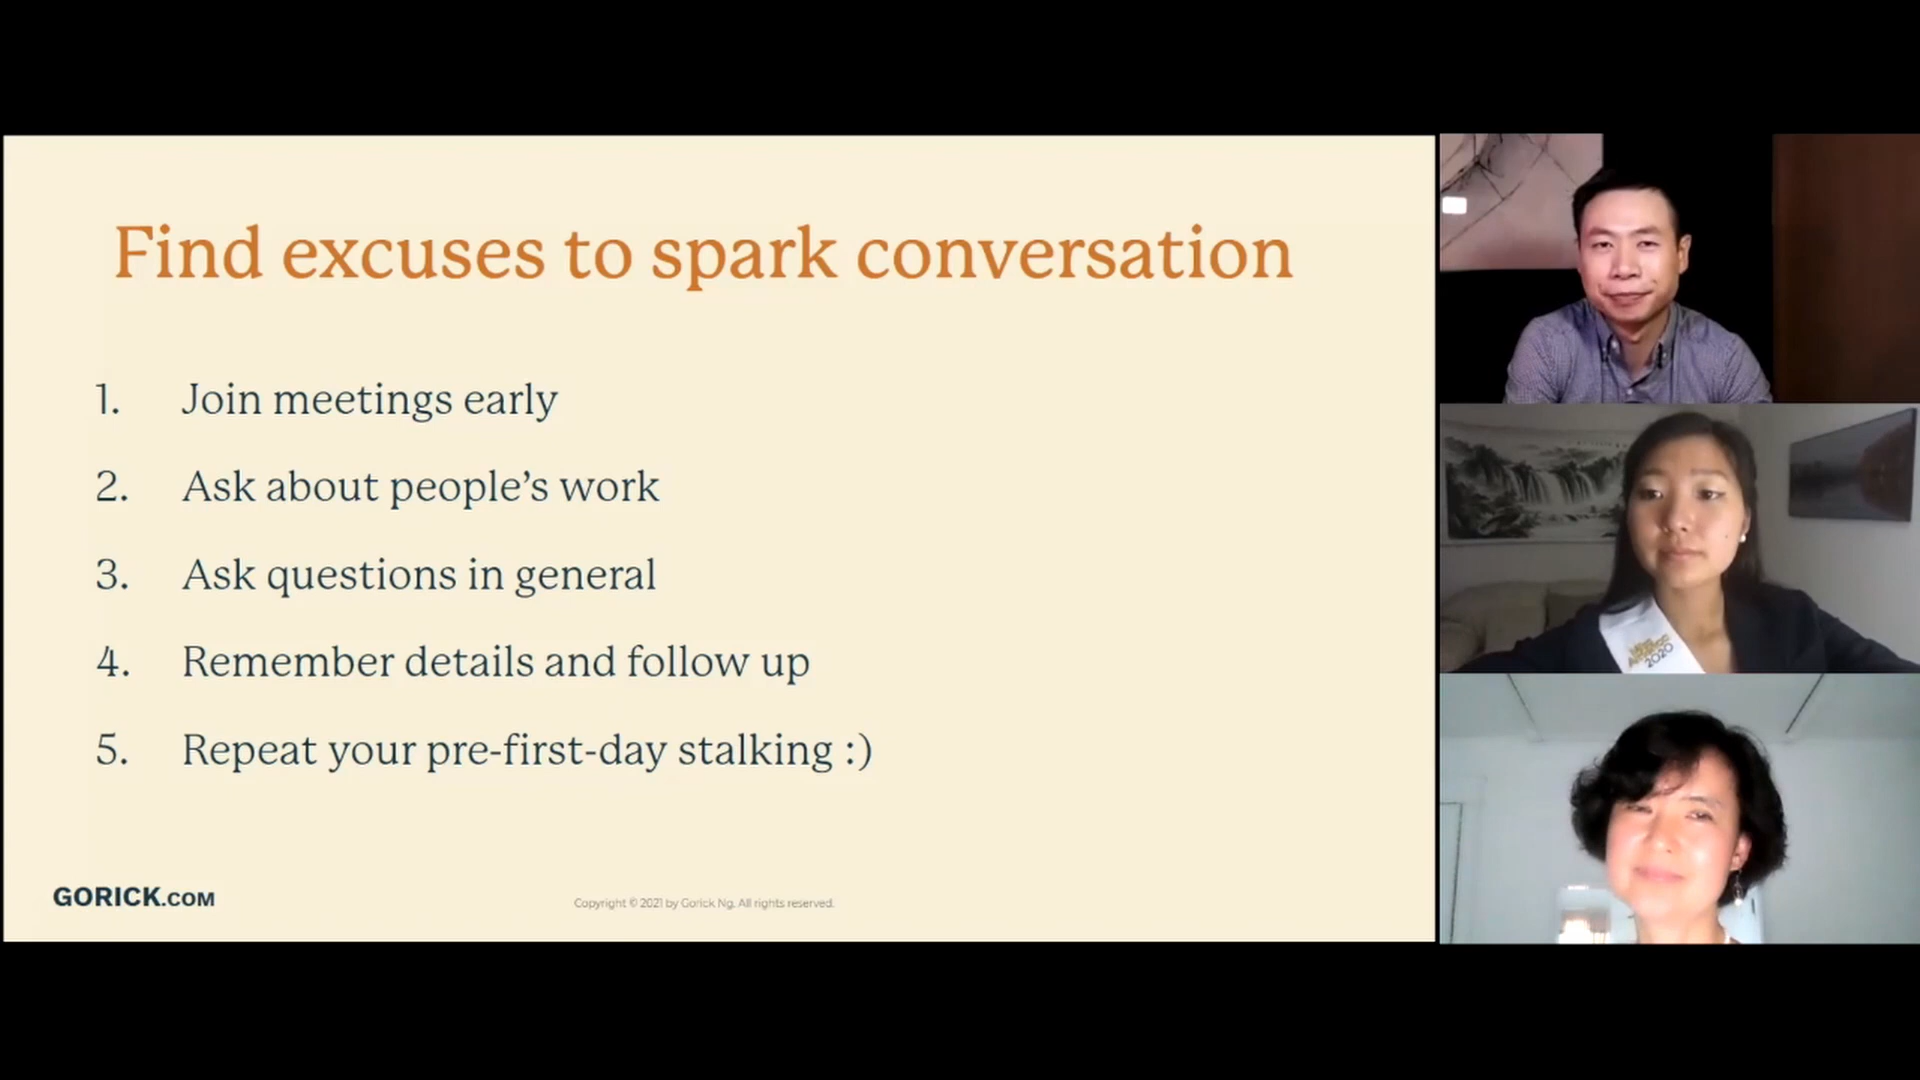 Find excuses to spark conversation
1. Join meetings early
2. Ask about people’s work
3. Ask questions in general
4. Remember details and follow up
5. Repeat your pre-first-day stalking :)
GORICK.COM
Copyright © 2021 by Gorick Ng. All rights reserved.
2020